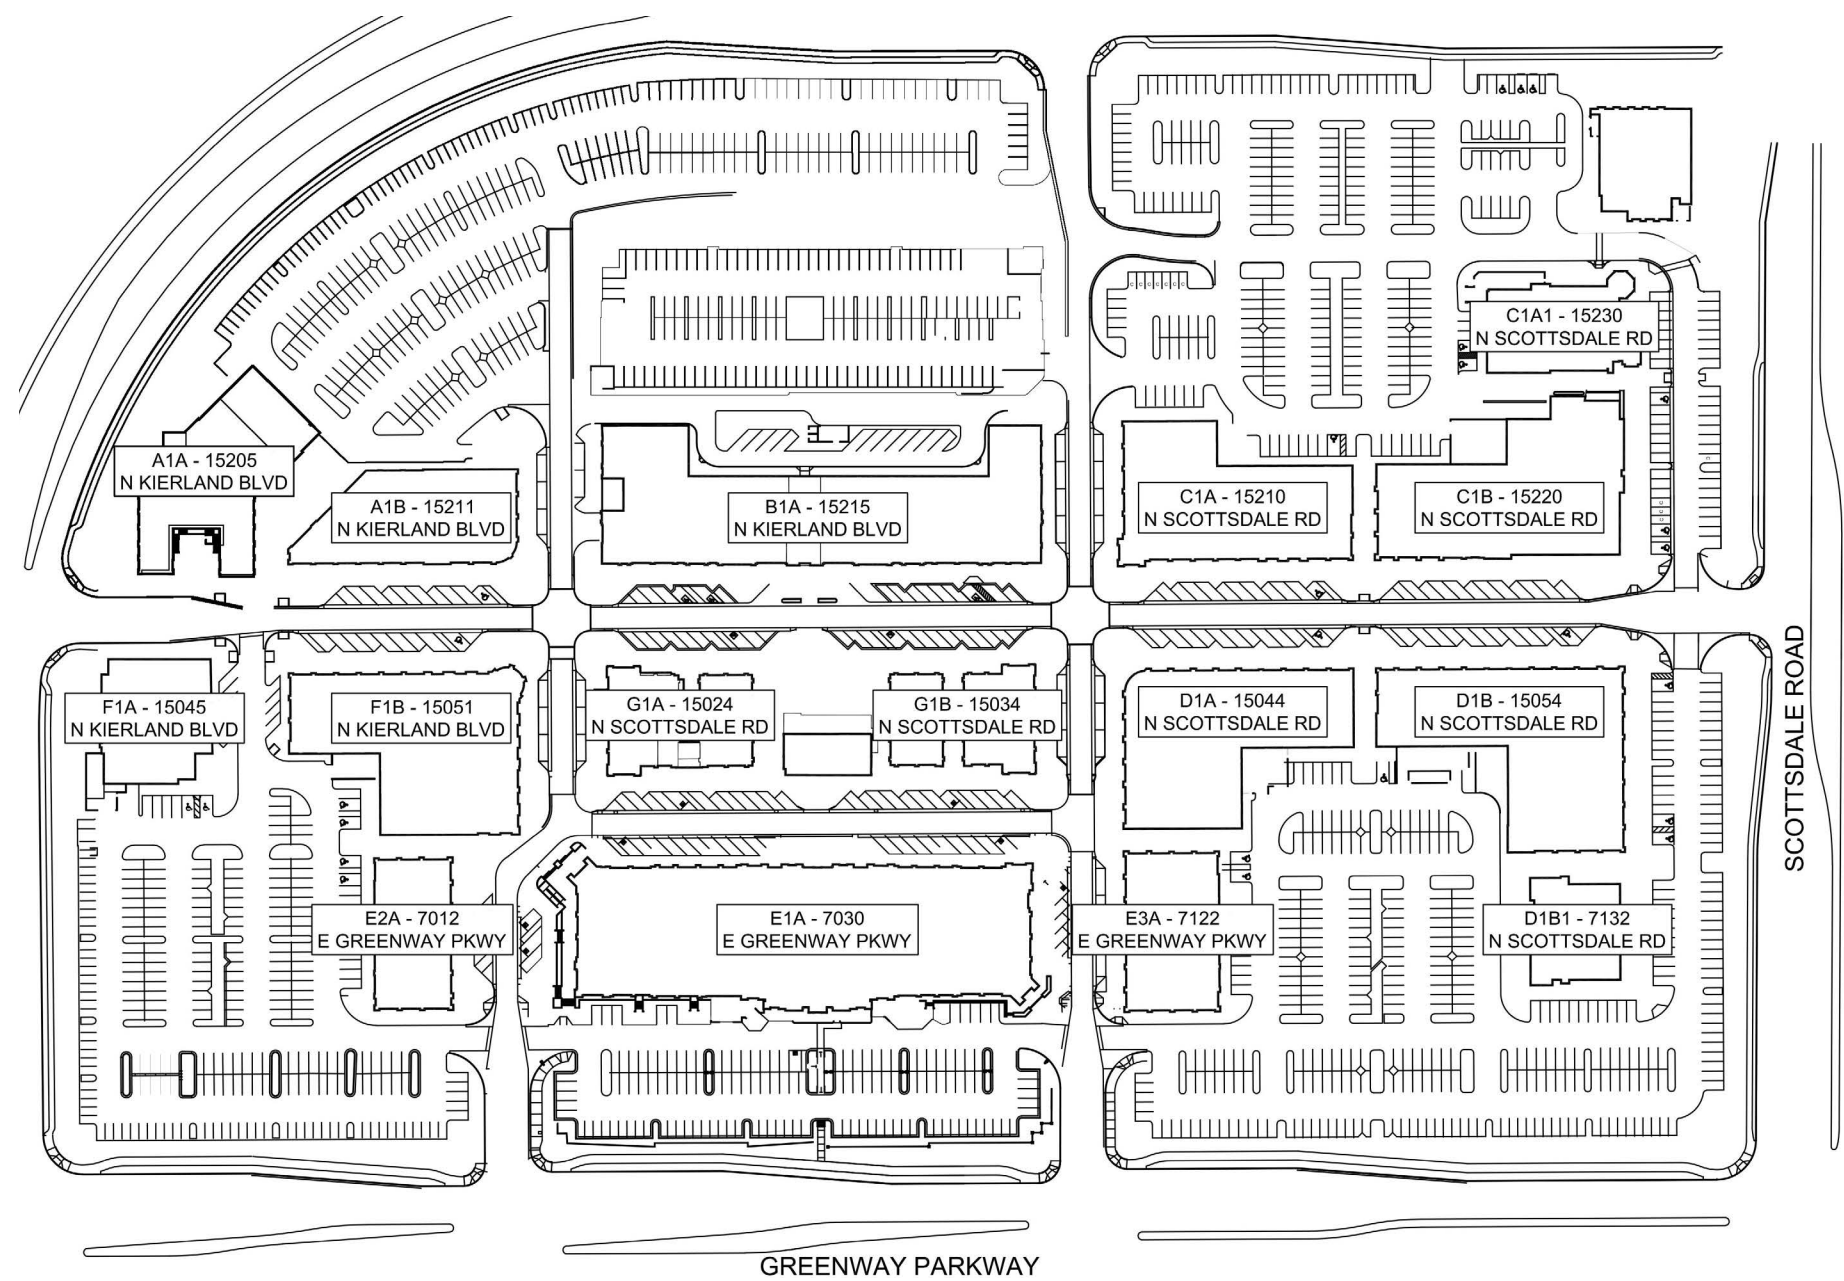 C1A1 - 15230
N SCOTTSDALE RD
A1A - 15205
N KIERLAND BLVD
A1B - 15211
N KIERLAND BLVD
B1A - 15215
N KIERLAND BLVD
C1A - 15210
N SCOTTSDALE RD
C1B - 15220
N SCOTTSDALE RD
F1A - 15045
N KIERLAND BLVD
F1B - 15051
N KIERLAND BLVD
G1A - 15024
N SCOTTSDALE RD
G1B - 15034
N SCOTTSDALE RD
D1A - 15044
N SCOTTSDALE RD
D1B - 15054
N SCOTTSDALE RD
SCOTTSDALE ROAD
E2A - 7012
E GREENWAY PKWY
E1A - 7030
E GREENWAY PKWY
E3A - 7122
E GREENWAY PKWY
D1B1 - 7132
N SCOTTSDALE RD
GREENWAY PARKWAY